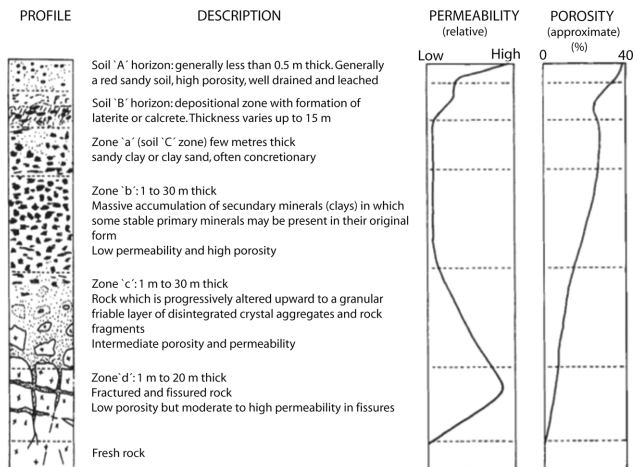 PROFILE
DESCRIPTION
PERMEABILITY
(relative)
POROSITY
(approximate)
(%)
Low
High
0
40
Soil `A´ horizon: generally less than 0.5 m thick. Generally
a red sandy soil, high porosity, well drained and leached
Soil `B´ horizon: depositional zone with formation of
laterite or calcrete. Thickness varies up to 15 m
Zone `a´ (soil `C´ zone) few metres thick
sandy clay or clay sand, often concretionary
Zone `b´: 1 to 30 m thick
Massive accumulation of secundary minerals (clays) in which
some stable primary minerals may be present in their original
form
Low permeability and high porosity
Zone `c´: 1 m to 30 m thick
Rock which is progressively altered upward to a granular
friable layer of disintegrated crystal aggregates and rock
fragments
Intermediate porosity and permeability
Zone`d´: 1 m to 20 m thick
Fractured and fissured rock
Low porosity but moderate to high permeability in fissures
Fresh rock